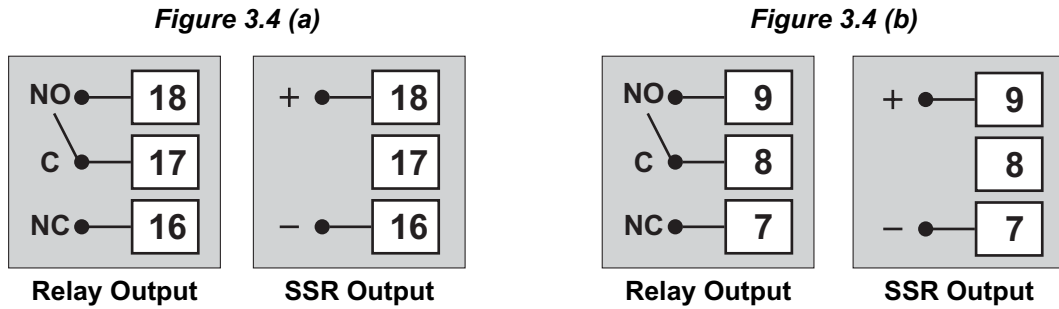 Figure 3.4 (a)
NO 18
C 17
NC 16
Relay Output
+ 18
17
− 16
SSR Output
Figure 3.4 (b)
NO 9
C 8
NC 7
Relay Output
+ 9
8
− 7
SSR Output